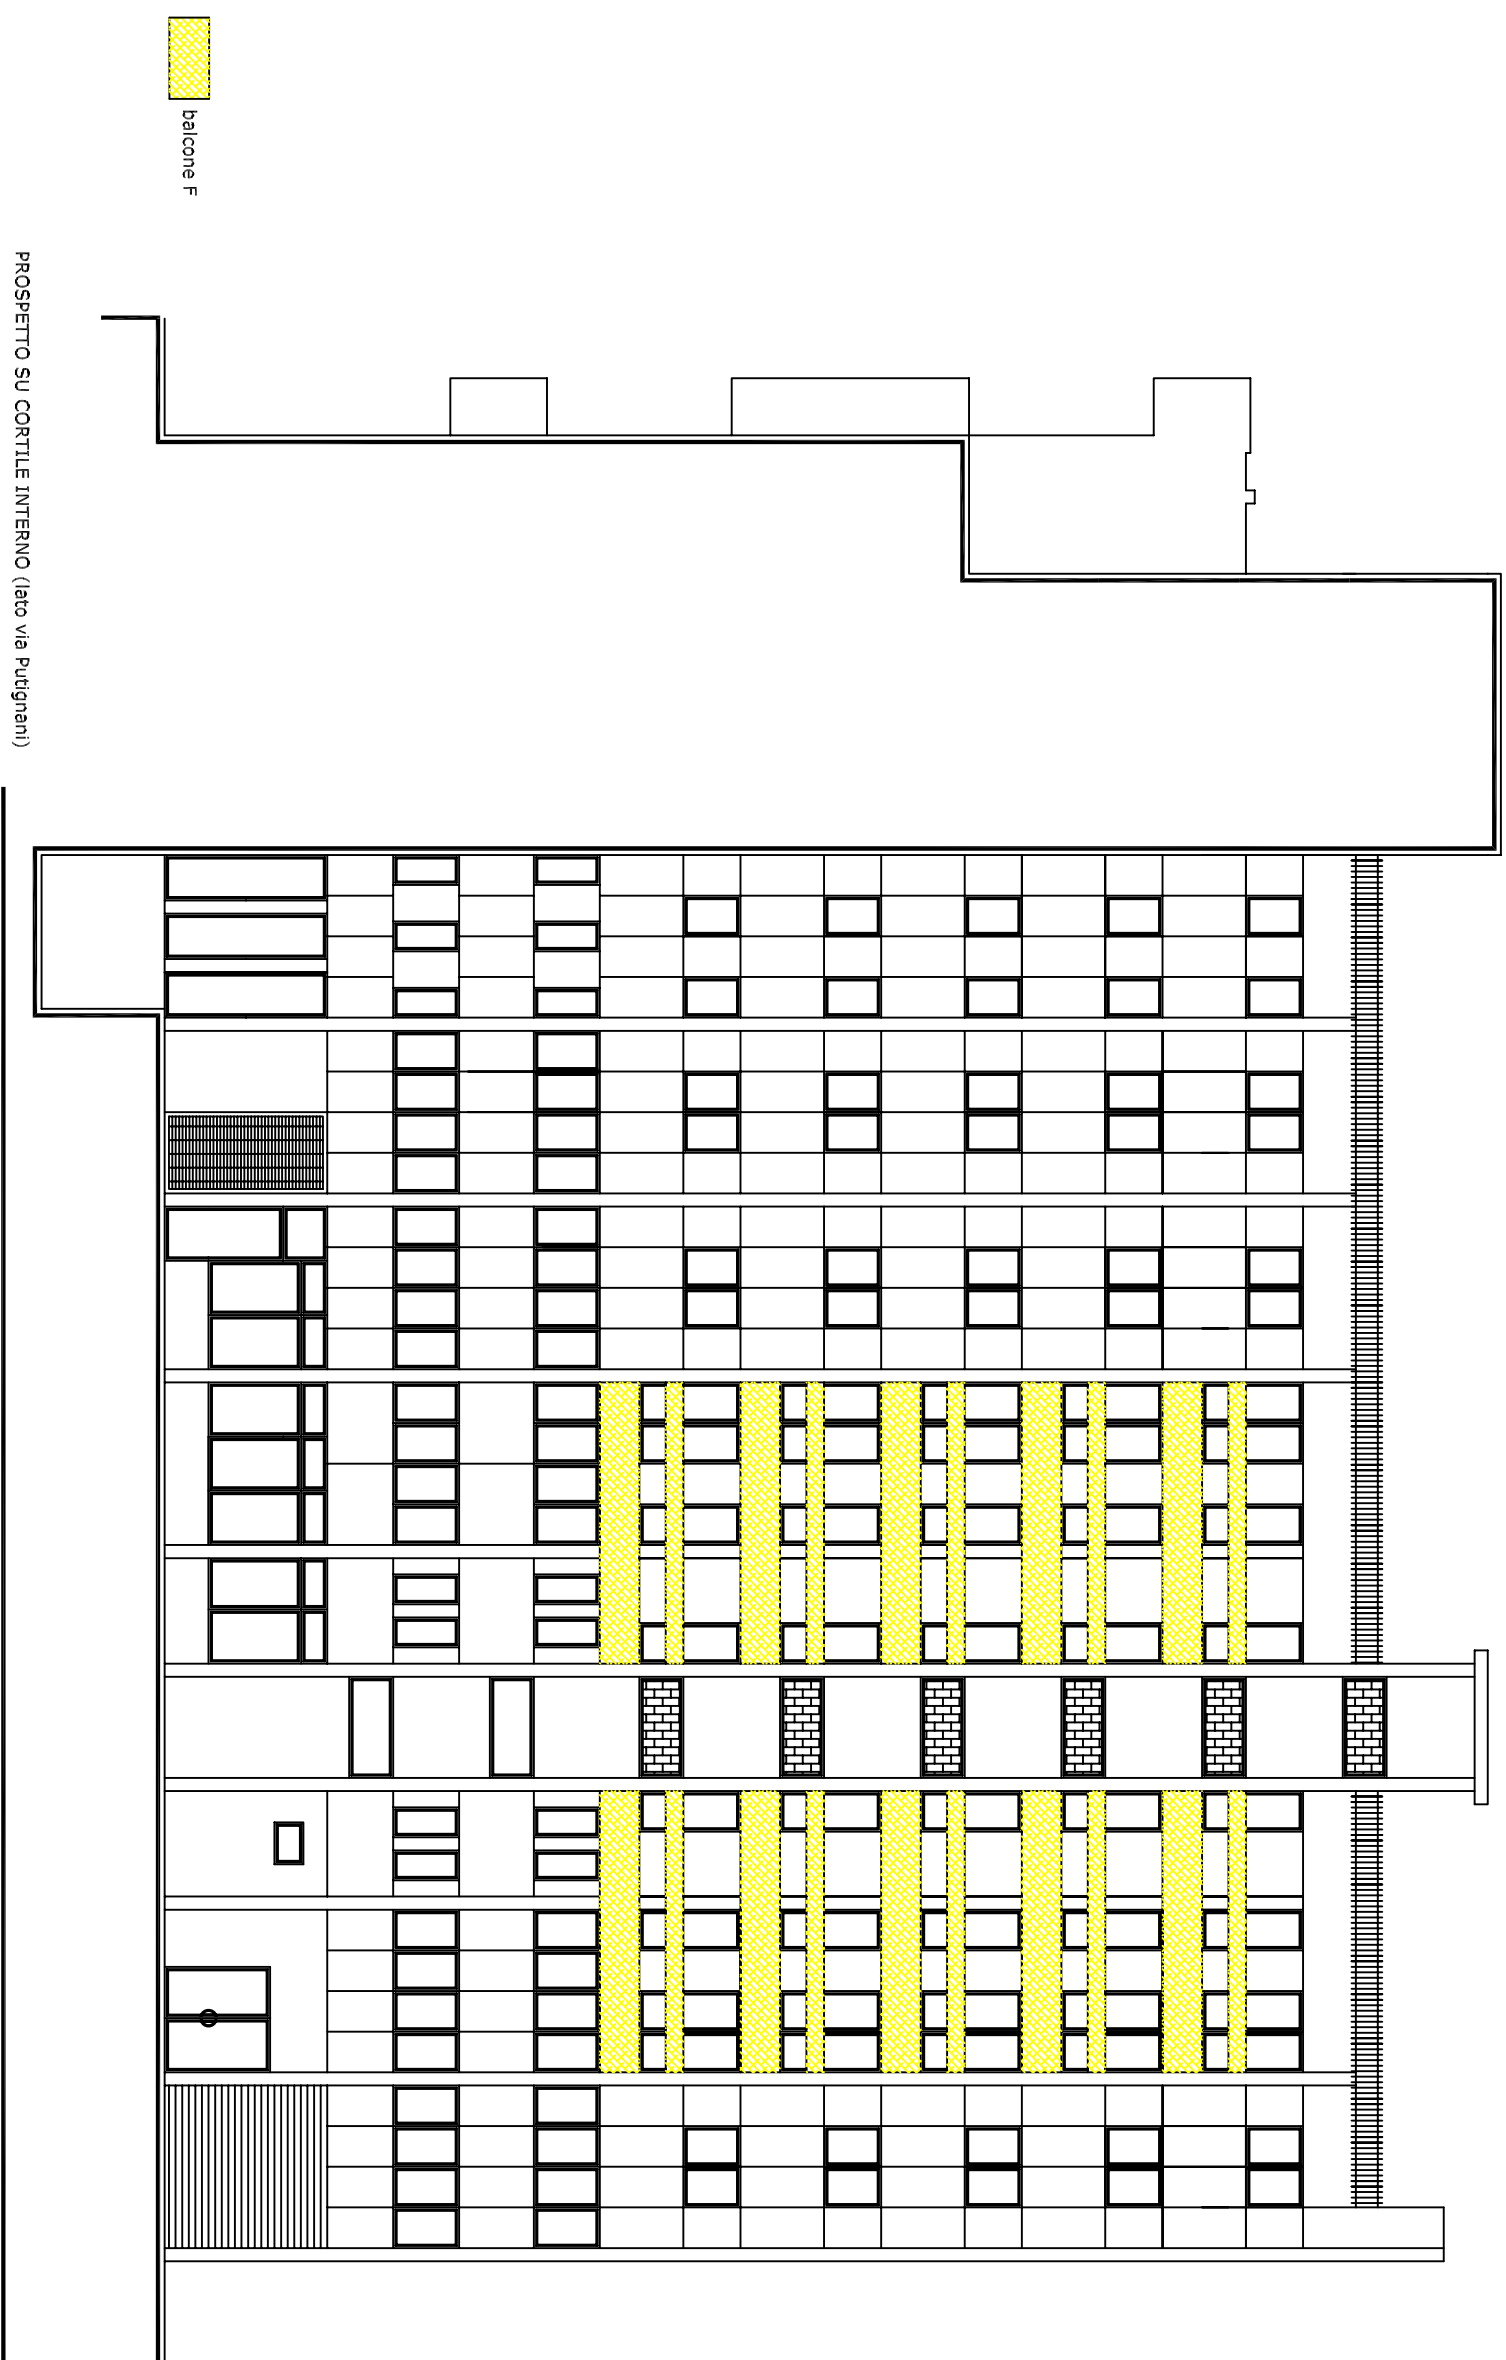 balcone F
PROSPETTO SU CORTILE INTERNO (lato via Putignani)